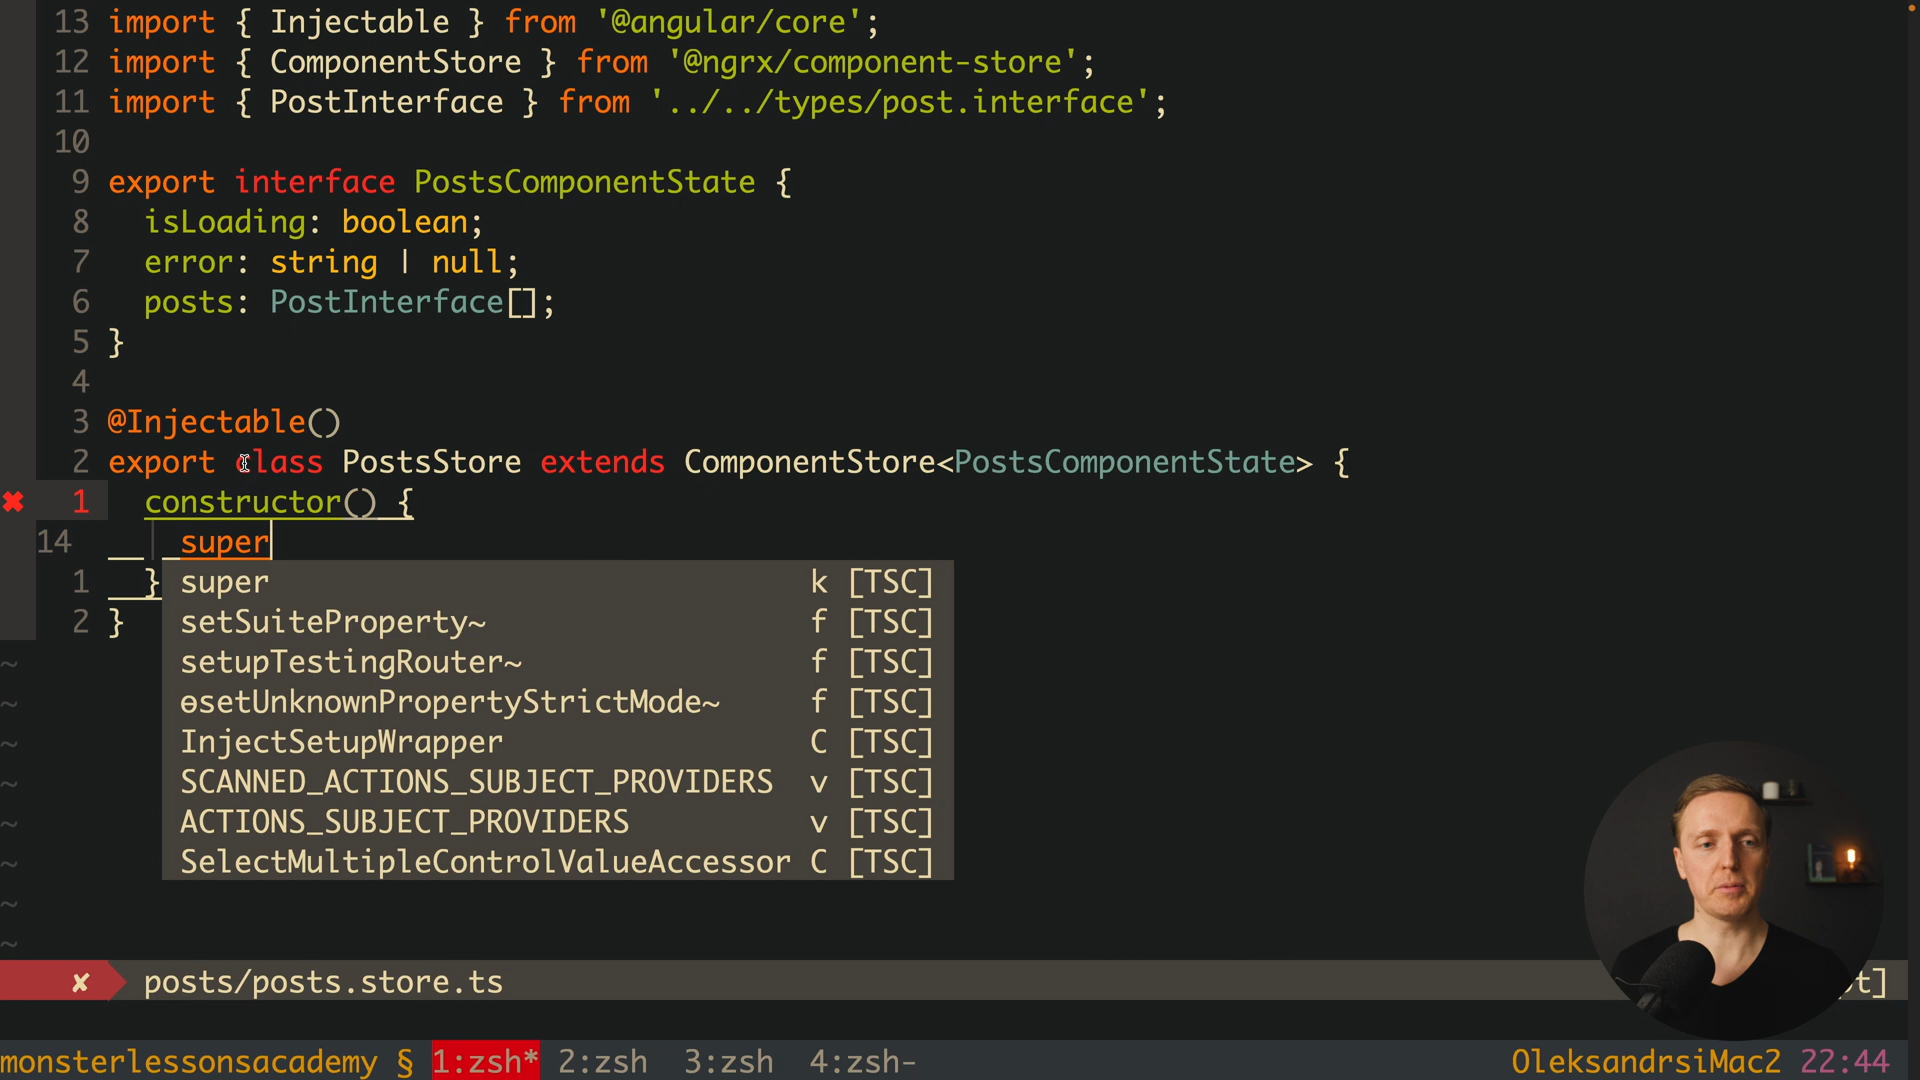 13 import { Injectable } from '@angular/core';
12 import { ComponentStore } from '@ngrx/component-store';
11 import { PostInterface } from '../../types/post.interface';
10
9 export interface PostsComponentState {
8   isLoading: boolean;
7   error: string | null;
6   posts: PostInterface[];
5 }
4
3 @Injectable()
2 export class PostsStore extends ComponentStore<PostsComponentState> {
✖ 1   constructor() {
14     super
1   }
super k [TSC]
2 }
setSuiteProperty~ f [TSC]
~ setupTestingRouter~ f [TSC]
~ ɵsetUnknownPropertyStrictMode~ f [TSC]
~ InjectSetupWrapper C [TSC]
~ SCANNED_ACTIONS_SUBJECT_PROVIDERS v [TSC]
~ ACTIONS_SUBJECT_PROVIDERS v [TSC]
~ SelectMultipleControlValueAccessor C [TSC]
~
~
✘ posts/posts.store.ts
monsterlessonsacademy § 1:zsh* 2:zsh 3:zsh 4:zsh- OleksandrsiMac2 22:44